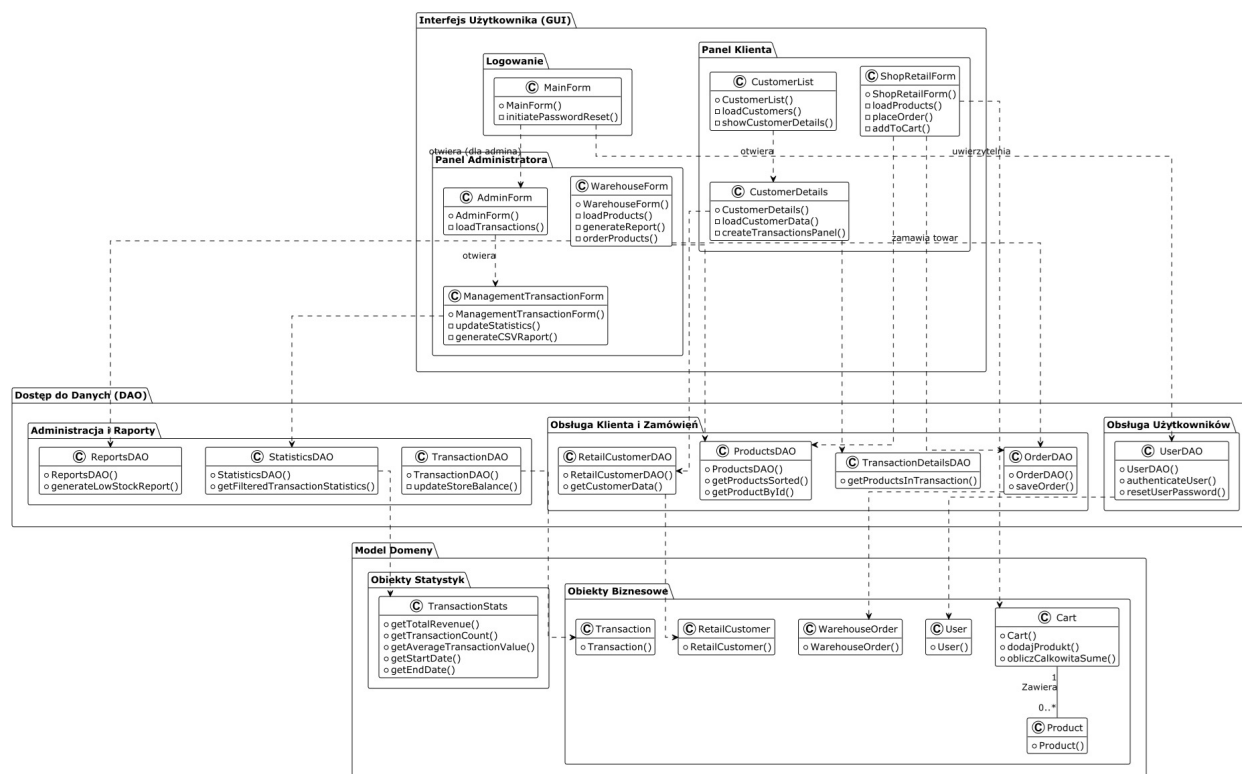 Interfejs Użytkownika (GUI)
Logowanie
C MainForm
MainForm()
initiatePasswordReset()
Panel Klienta
C CustomerList
CustomerList()
loadCustomers()
showCustomerDetails()
C ShopRetailForm
ShopRetailForm()
loadProducts()
placeOrder()
addToCart()
otwiera (dla admina)
otwiera
uwierzytelnia
Panel Administratora
C AdminForm
AdminForm()
loadTransactions()
C WarehouseForm
WarehouseForm()
loadProducts()
generateReport()
orderProducts()
C CustomerDetails
CustomerDetails()
loadCustomerData()
createTransactionsPanel()
zamawia towar
otwiera
C ManagementTransactionForm
ManagementTransactionForm()
updateStatistics()
generateCSVRaport()
Dostęp do Danych (DAO)
Administracja i Raporty
C ReportsDAO
ReportsDAO()
generateLowStockReport()
C StatisticsDAO
StatisticsDAO()
getFilteredTransactionStatistics()
C TransactionDAO
TransactionDAO()
updateStoreBalance()
Obsługa Klienta i Zamówień
C RetailCustomerDAO
RetailCustomerDAO()
getCustomerData()
C ProductsDAO
ProductsDAO()
getProductsSorted()
getProductById()
C TransactionDetailsDAO
getProductsInTransaction()
C OrderDAO
OrderDAO()
saveOrder()
Obsługa Użytkowników
C UserDAO
UserDAO()
authenticateUser()
resetUserPassword()
Model Domeny
Obiekty Statystyk
C TransactionStats
getTotalRevenue()
getTransactionCount()
getAverageTransactionValue()
getStartDate()
getEndDate()
Obiekty Biznesowe
C Transaction
Transaction()
C RetailCustomer
RetailCustomer()
C WarehouseOrder
WarehouseOrder()
C User
User()
C Cart
Cart()
dodajProdukt()
obliczCalkowitaSume()
1
Zawiera
0..*
C Product
Product()